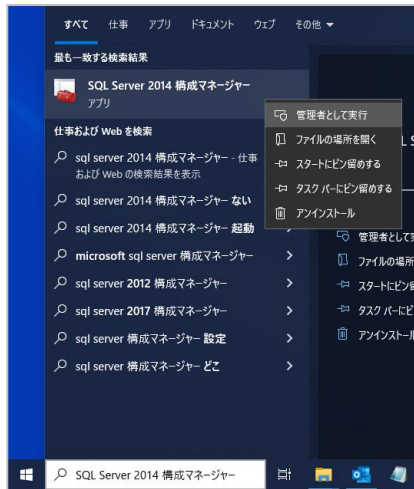 すべて 仕事 アプリ ドキュメント ウェブ その他
最も一致する検索結果
SQL Server 2014 構成マネージャー
アプリ
管理者として実行
ファイルの場所を開く
スタートにピン留めする
タスク バーにピン留めする
アンインストール
仕事および Web を検索
sql server 2014 構成マネージャー - 仕事
および Web の検索結果を表示
sql server 2014 構成マネージャー ない
sql server 2014 構成マネージャー 起動
microsoft sql server 構成マネージャー
sql server 2012 構成マネージャー
sql server 2017 構成マネージャー
sql server 構成マネージャー 設定
sql server 構成マネージャー どこ
管理者として
ファイルの場所
スタートにピン
タスク バーにピ
アンインストール
SQL Server 2014 構成マネージャー